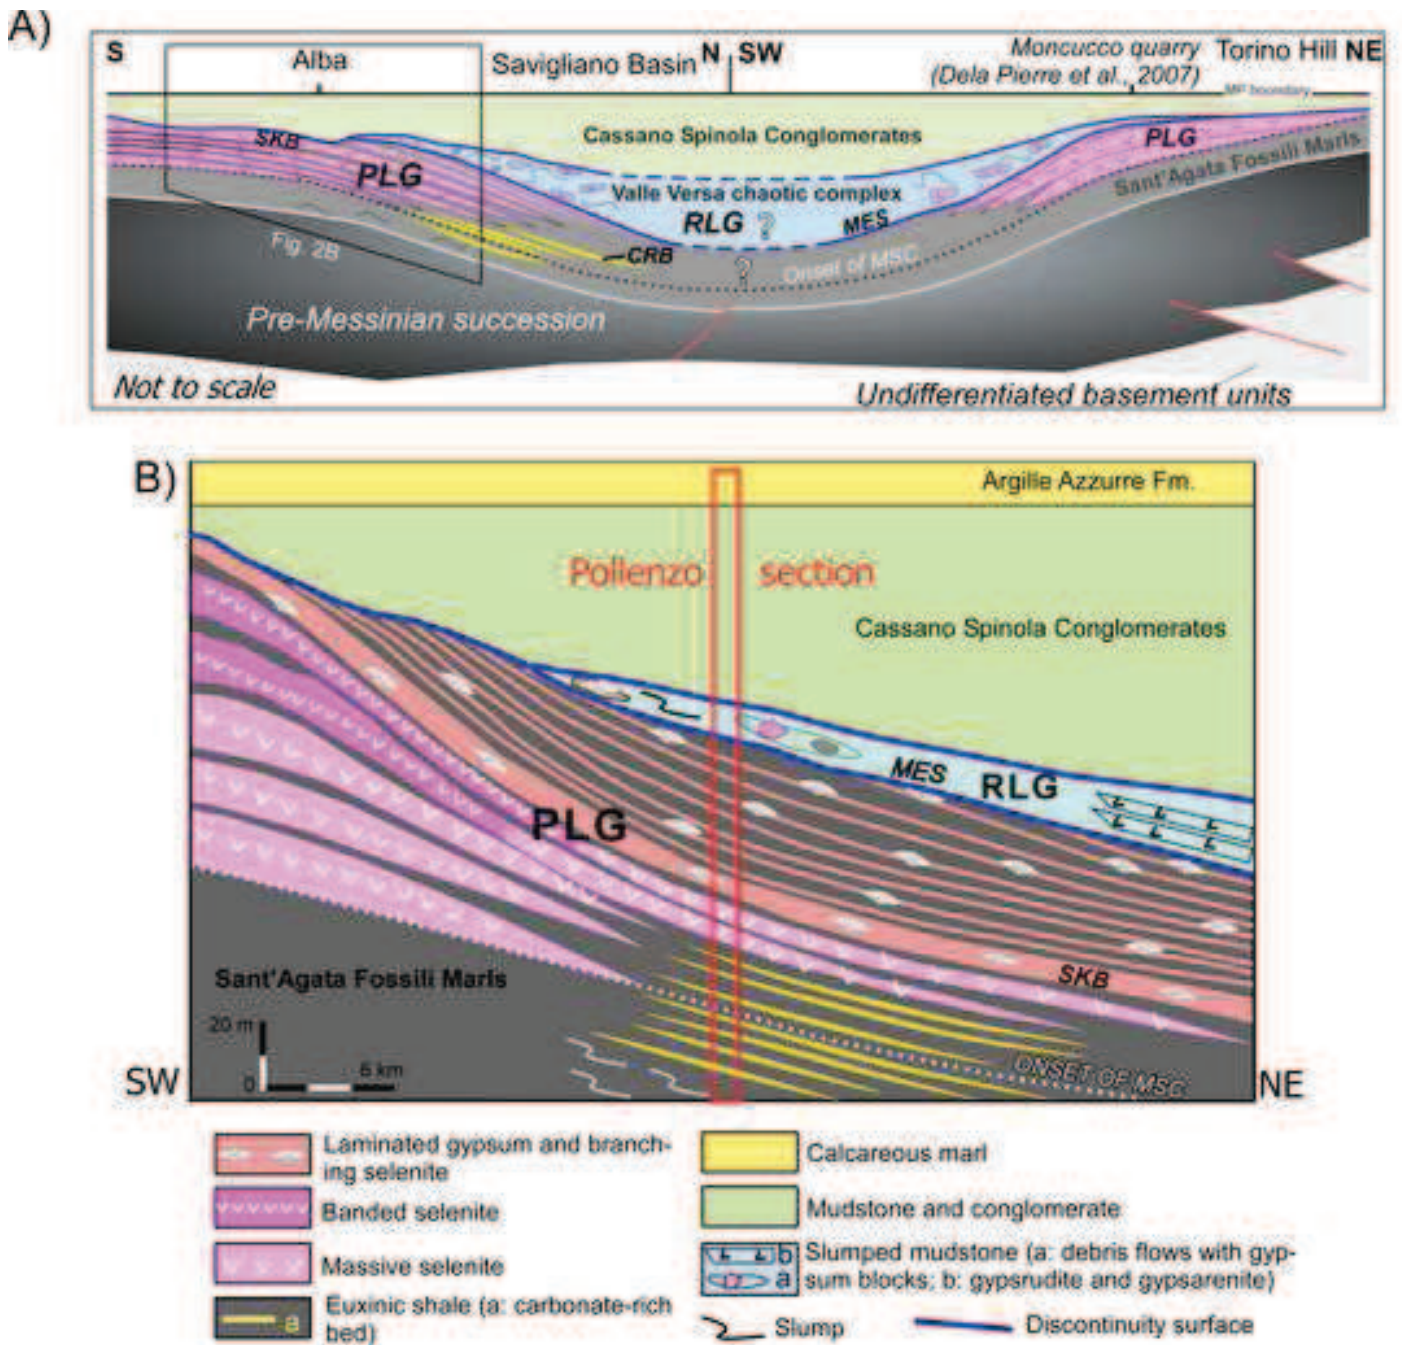 A)
S
Alba
Savigliano Basin
N
SW
Moncucco quarry
(Dela Pierre et al., 2007)
Torino Hill NE
MP boundary
Cassano Spinola Conglomerates
SKB
PLG
PLG
Valle Versa chaotic complex
RLG ?
MES
Sant'Agata Fossili Marls
Fig. 2B
CRB
?
Onset of MSC
Pre-Messinian succession
Not to scale
Undifferentiated basement units
B)
Argille Azzurre Fm.
Pollenzo section
Cassano Spinola Conglomerates
MES
RLG
PLG
SKB
Sant'Agata Fossili Marls
20 m
0
6 km
ONSET OF MSC
SW
NE
Laminated gypsum and branch-
ing selenite
Banded selenite
Massive selenite
Euxinic shale (a: carbonate-rich
bed)
a
Calcareous marl
Mudstone and conglomerate
b
a
Slumped mudstone (a: debris flows with gyp-
sum blocks; b: gypsrudite and gypsarenite)
Slump
Discontinuity surface